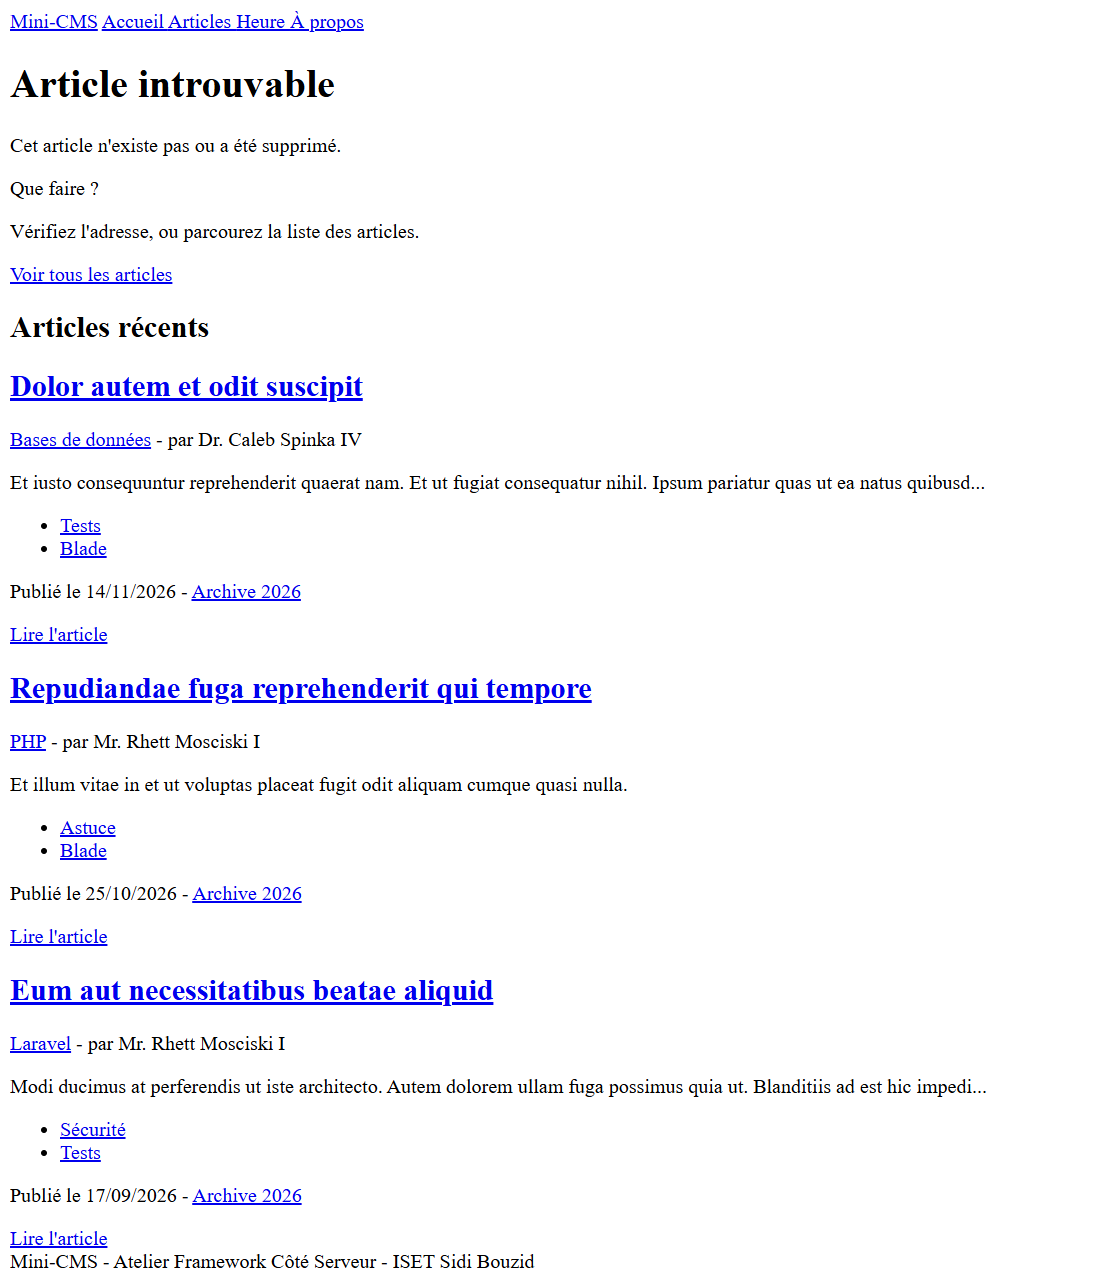 Mini-CMS Accueil Articles Heure À propos
Article introuvable
Cet article n'existe pas ou a été supprimé.
Que faire ?
Vérifiez l'adresse, ou parcourez la liste des articles.
Voir tous les articles
Articles récents
Dolor autem et odit suscipit
Bases de données - par Dr. Caleb Spinka IV
Et iusto consequuntur reprehenderit quaerat nam. Et ut fugiat consequatur nihil. Ipsum pariatur quas ut ea natus quibusd...
• Tests
• Blade
Publié le 14/11/2026 - Archive 2026
Lire l'article
Repudiandae fuga reprehenderit qui tempore
PHP - par Mr. Rhett Mosciski I
Et illum vitae in et ut voluptas placeat fugit odit aliquam cumque quasi nulla.
• Astuce
• Blade
Publié le 25/10/2026 - Archive 2026
Lire l'article
Eum aut necessitatibus beatae aliquid
Laravel - par Mr. Rhett Mosciski I
Modi ducimus at perferendis ut iste architecto. Autem dolorem ullam fuga possimus quia ut. Blanditiis ad est hic impedi...
• Sécurité
• Tests
Publié le 17/09/2026 - Archive 2026
Lire l'article
Mini-CMS - Atelier Framework Côté Serveur - ISET Sidi Bouzid